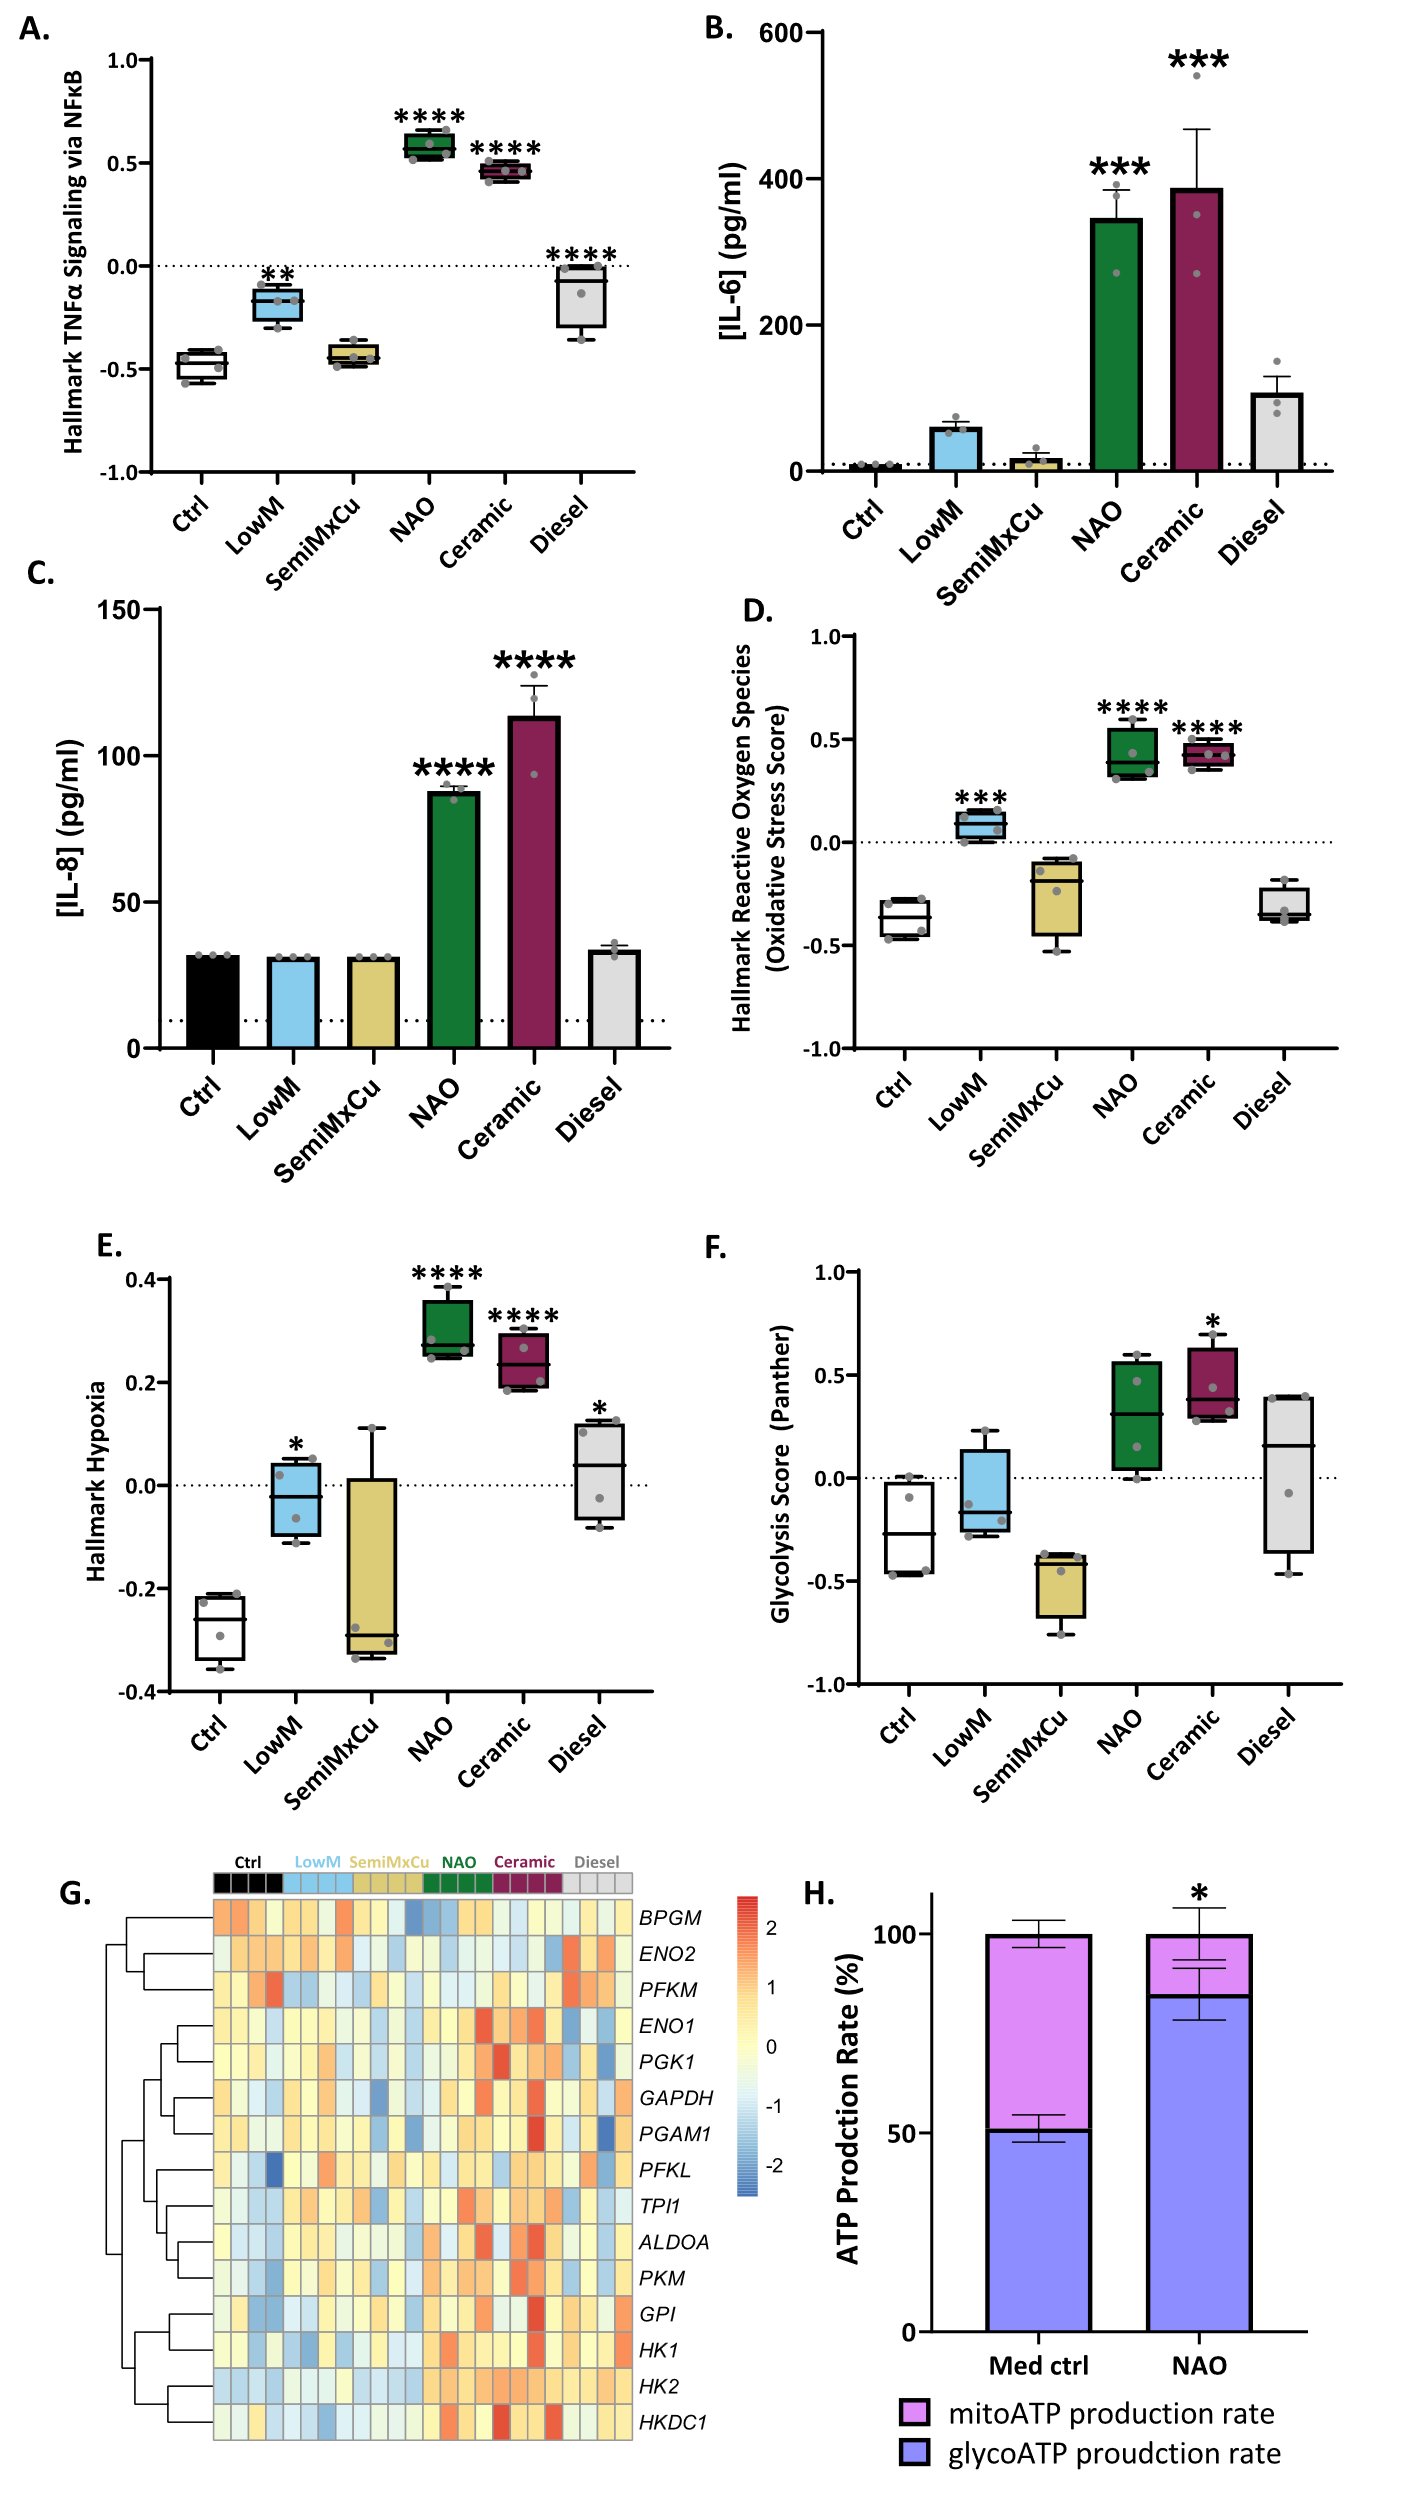 A.
Hallmark TNFα Signaling via NFκB
1.0
0.5
0.0
-0.5
-1.0
**
****
****
****
Ctrl
LowM
SemiMxCu
NAO
Ceramic
Diesel
B.
[IL-6] (pg/ml)
600
400
200
0
***
***
Ctrl
LowM
SemiMxCu
NAO
Ceramic
Diesel
C.
[IL-8] (pg/ml)
150
100
50
0
****
****
Ctrl
LowM
SemiMxCu
NAO
Ceramic
Diesel
D.
Hallmark Reactive Oxygen Species
(Oxidative Stress Score)
1.0
0.5
0.0
-0.5
-1.0
***
****
****
Ctrl
LowM
SemiMxCu
NAO
Ceramic
Diesel
E.
Hallmark Hypoxia
0.4
0.2
0.0
-0.2
-0.4
*
****
****
*
Ctrl
LowM
SemiMxCu
NAO
Ceramic
Diesel
F.
Glycolysis Score (Panther)
1.0
0.5
0.0
-0.5
-1.0
*
Ctrl
LowM
SemiMxCu
NAO
Ceramic
Diesel
G.
Ctrl LowM SemiMxCu NAO Ceramic Diesel
BPGM
ENO2
PFKM
ENO1
PGK1
GAPDH
PGAM1
PFKL
TPI1
ALDOA
PKM
GPI
HK1
HK2
HKDC1
2
1
0
-1
-2
H.
ATP Prodction Rate (%)
100
50
0
*
Med ctrl
NAO
mitoATP production rate
glycoATP proudction rate